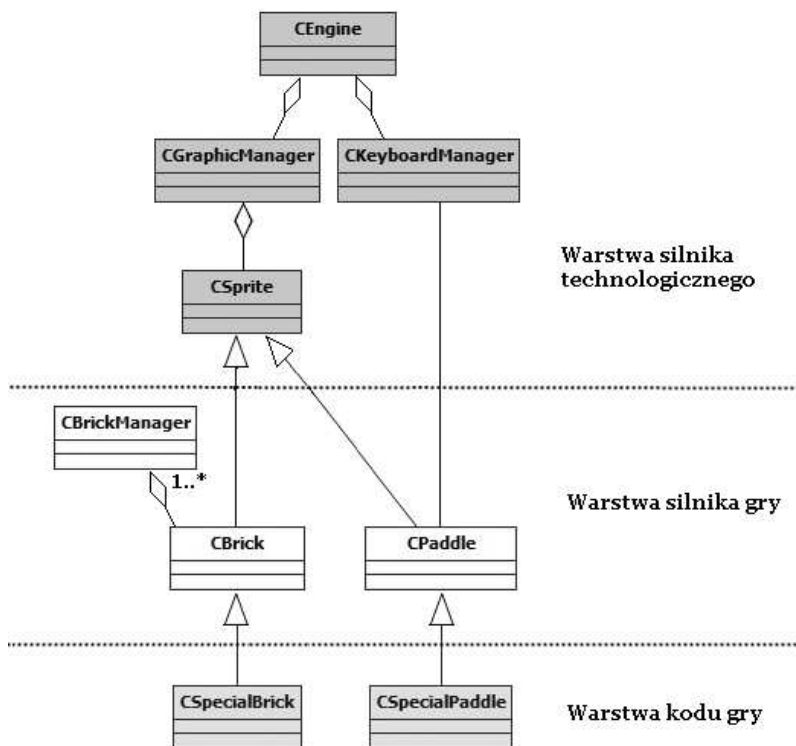 CEngine
CGraphicManager
CKeyboardManager
CSprite
Warstwa silnika
technologicznego
CBrickManager
1..*
Warstwa silnika gry
CBrick
CPaddle
CSpecialBrick
CSpecialPaddle
Warstwa kodu gry